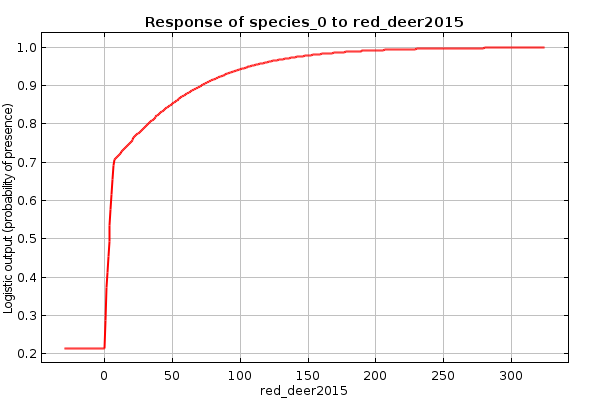 Response of species_0 to red_deer2015
Logistic output (probability of presence)
1.0
0.9
0.8
0.7
0.6
0.5
0.4
0.3
0.2
0 50 100 150 200 250 300
red_deer2015